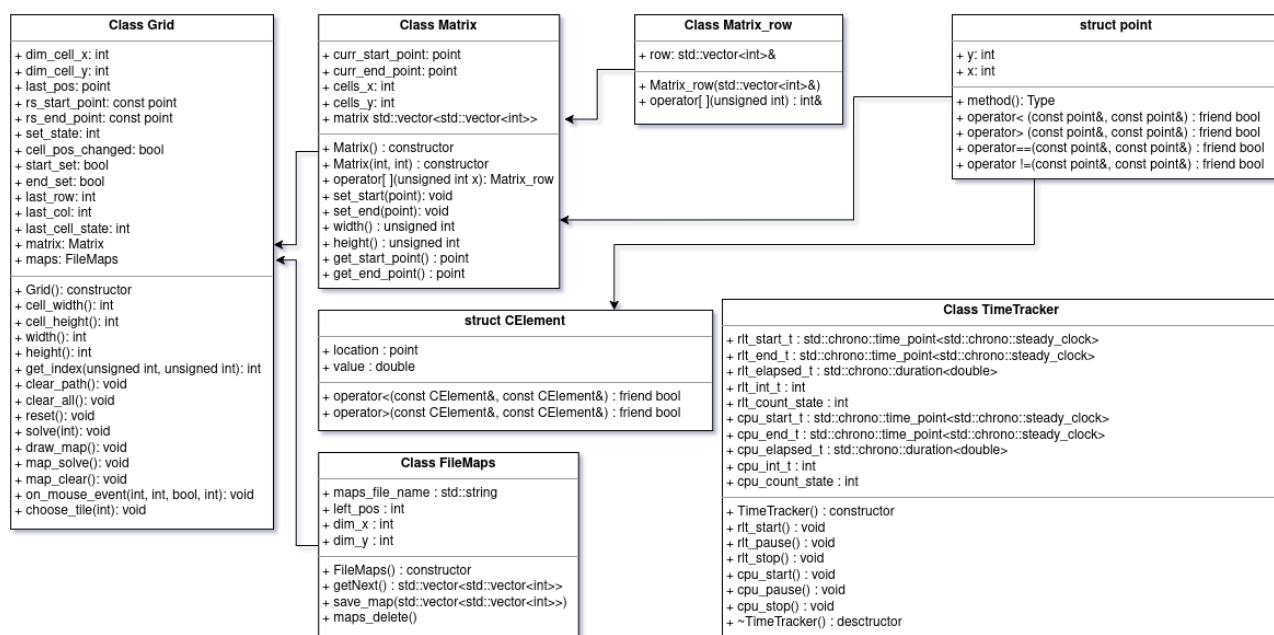 Class Grid
+ dim_cell_x: int
+ dim_cell_y: int
+ last_pos: point
+ rs_start_point: const point
+ rs_end_point: const point
+ set_state: int
+ cell_pos_changed: bool
+ start_set: bool
+ end_set: bool
+ last_row: int
+ last_col: int
+ last_cell_state: int
+ matrix: Matrix
+ maps: FileMaps
+ Grid(): constructor
+ cell_width(): int
+ cell_height(): int
+ width(): int
+ height(): int
+ get_index(unsigned int, unsigned int): int
+ clear_path(): void
+ clear_all(): void
+ reset(): void
+ solve(int): void
+ draw_map(): void
+ map_solve(): void
+ map_clear(): void
+ on_mouse_event(int, int, bool, int): void
+ choose_tile(int): void
Class Matrix
+ curr_start_point: point
+ curr_end_point: point
+ cells_x: int
+ cells_y: int
+ matrix std::vector<std::vector<int>>
+ Matrix() : constructor
+ Matrix(int, int) : constructor
+ operator[ ](unsigned int x): Matrix_row
+ set_start(point): void
+ set_end(point): void
+ width() : unsigned int
+ height() : unsigned int
+ get_start_point() : point
+ get_end_point() : point
Class Matrix_row
+ row: std::vector<int>&
+ Matrix_row(std::vector<int>&)
+ operator[ ](unsigned int) : int&
struct point
+ y: int
+ x: int
+ method(): Type
+ operator< (const point&, const point&) : friend bool
+ operator> (const point&, const point&) : friend bool
+ operator==(const point&, const point&) : friend bool
+ operator !=(const point&, const point&) : friend bool
struct CElement
+ location : point
+ value : double
+ operator<(const CElement&, const CElement&) : friend bool
+ operator>(const CElement&, const CElement&) : friend bool
Class FileMaps
+ maps_file_name : std::string
+ left_pos : int
+ dim_x : int
+ dim_y : int
+ FileMaps() : constructor
+ getNext() : std::vector<std::vector<int>>
+ save_map(std::vector<std::vector<int>>)
+ maps_delete()
Class TimeTracker
+ rlt_start_t : std::chrono::time_point<std::chrono::steady_clock>
+ rlt_end_t : std::chrono::time_point<std::chrono::steady_clock>
+ rlt_elapsed_t : std::chrono::duration<double>
+ rlt_int_t : int
+ rlt_count_state : int
+ cpu_start_t : std::chrono::time_point<std::chrono::steady_clock>
+ cpu_end_t : std::chrono::time_point<std::chrono::steady_clock>
+ cpu_elapsed_t : std::chrono::duration<double>
+ cpu_int_t : int
+ cpu_count_state : int
+ TimeTracker() : constructor
+ rlt_start() : void
+ rlt_pause() : void
+ rlt_stop() : void
+ cpu_start() : void
+ cpu_pause() : void
+ cpu_stop() : void
+ ~TimeTracker() : desctructor